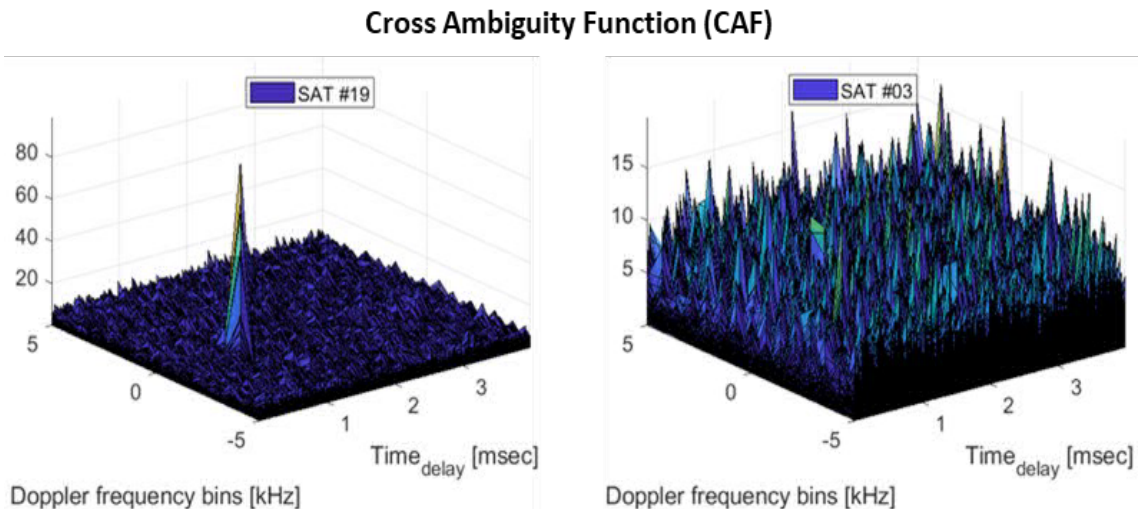 Cross Ambiguity Function (CAF)
SAT #19
80
60
40
20
5
0
-5
1
2
3
Time_delay [msec]
Doppler frequency bins [kHz]
SAT #03
15
10
5
5
0
-5
1
2
3
Time_delay [msec]
Doppler frequency bins [kHz]